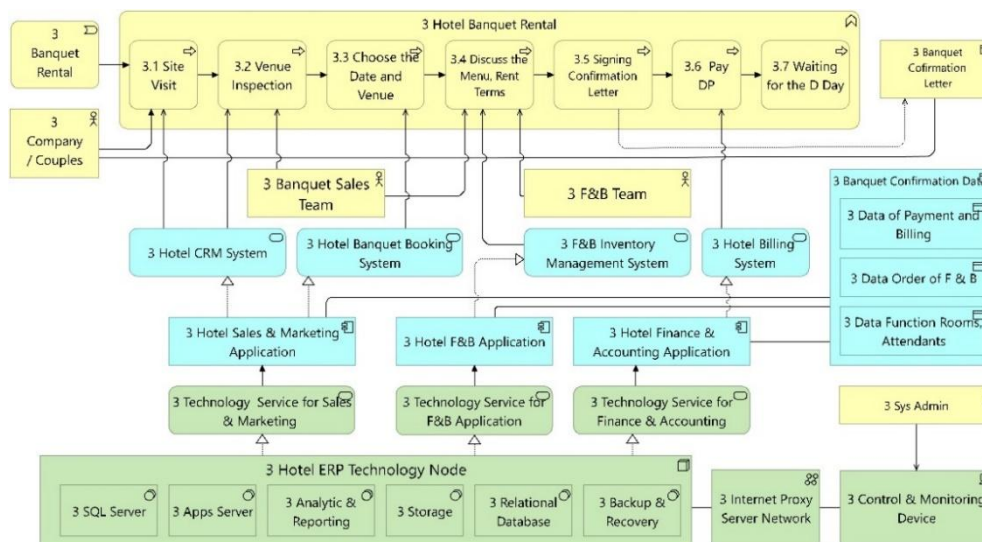 3 Hotel Banquet Rental
3
Banquet
Rental
3.1 Site
Visit
3.2 Venue
Inspection
3.3 Choose the
Date and
Venue
3.4 Discuss the
Menu, Rent
Terms
3.5 Signing
Confirmation
Letter
3.6 Pay
DP
3.7 Waiting
for the D Day
3 Banquet
Cofirmation
Letter
3
Company
/ Couples
3 Banquet Sales
Team
3 F&B Team
3 Banquet Confirmation Data
3 Data of Payment and
Billing
3 Data Order of F & B
3 Data Function Rooms,
Attendants
3 Hotel CRM System
3 Hotel Banquet Booking
System
3 F&B Inventory
Management System
3 Hotel Billing
System
3 Hotel Sales & Marketing
Application
3 Hotel F&B Application
3 Hotel Finance &
Accounting Application
3 Technology Service for Sales
& Marketing
3 Technology Service for
F&B Application
3 Technology Service for
Finance & Accounting
3 Sys Admin
3 Hotel ERP Technology Node
3 SQL Server
3 Apps Server
3 Analytic &
Reporting
3 Storage
3 Relational
Database
3 Backup &
Recovery
3 Internet Proxy
Server Network
3 Control & Monitoring
Device